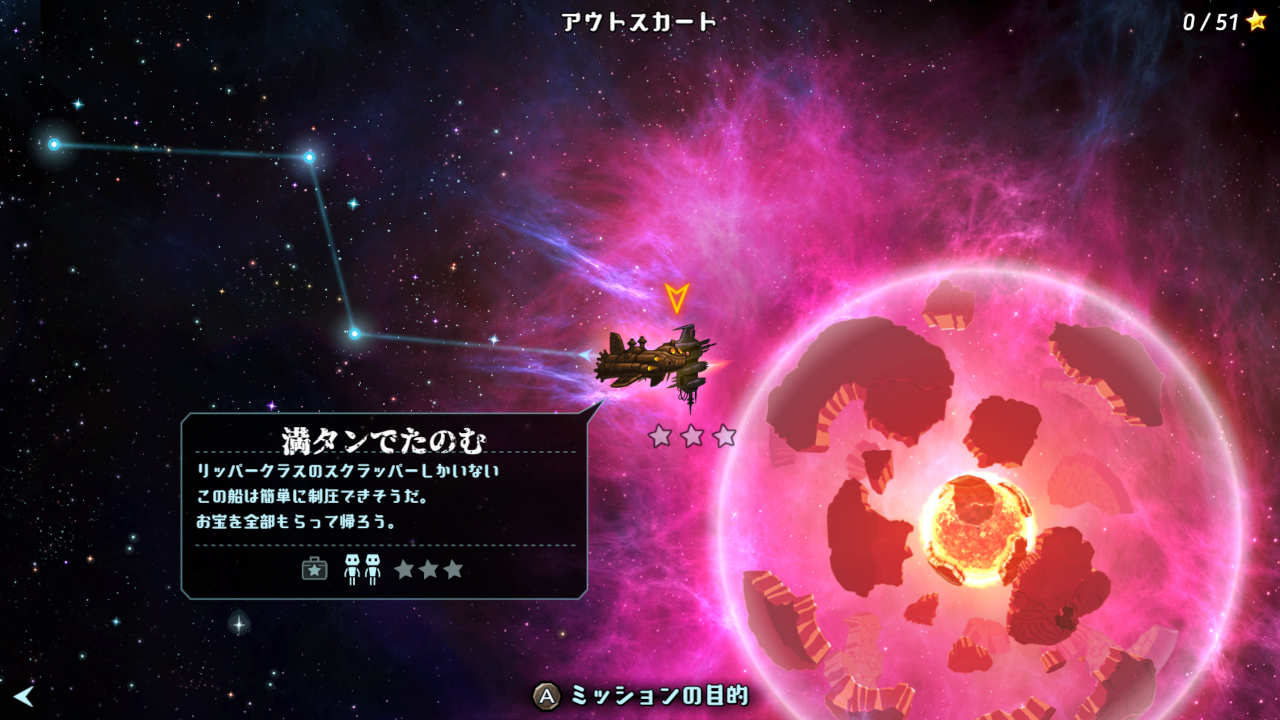 アウトスカート
0/51
満タンでたのむ
リッパークラスのスクラッパーしかいない
この船は簡単に制圧できそうだ。
お宝を全部もらって帰ろう。
A ミッションの目的